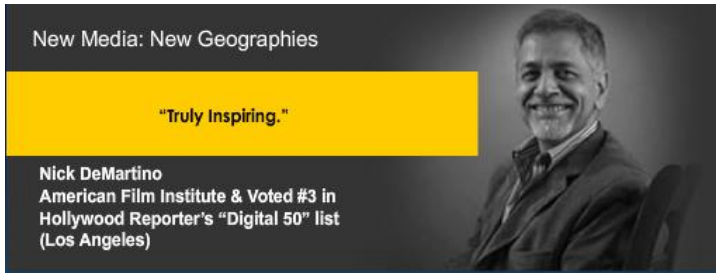 New Media: New Geographies
“Truly Inspiring.”
Nick DeMartino
American Film Institute & Voted #3 in
Hollywood Reporter’s “Digital 50” list
(Los Angeles)